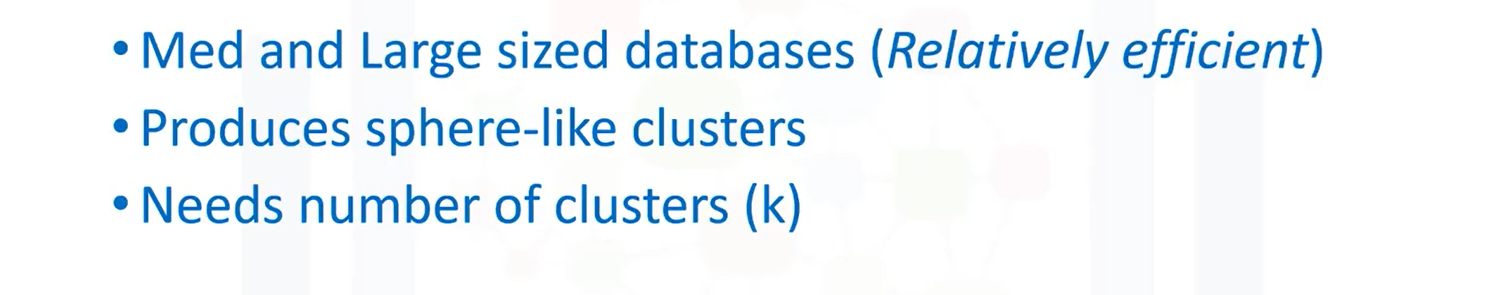 • Med and Large sized databases (Relatively efficient)
• Produces sphere-like clusters
• Needs number of clusters (k)